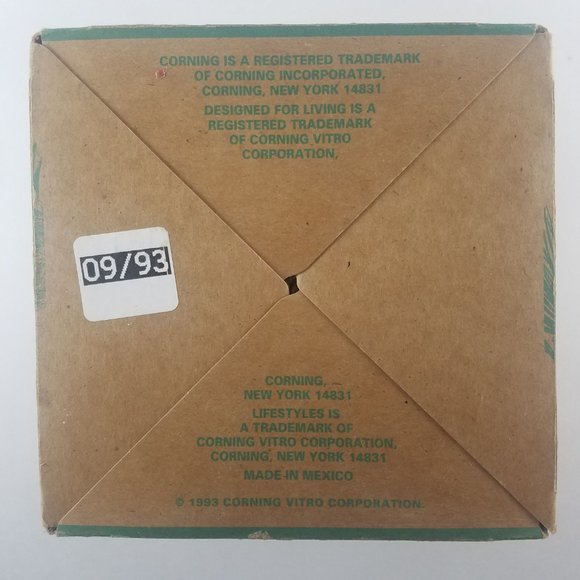 CORNING IS A REGISTERED TRADEMARK
OF CORNING INCORPORATED,
CORNING, NEW YORK 14831
DESIGNED FOR LIVING IS A
REGISTERED TRADEMARK
OF CORNING VITRO
CORPORATION,
09/93
CORNING,
NEW YORK 14831
LIFESTYLES IS
A TRADEMARK OF
CORNING VITRO CORPORATION,
CORNING, NEW YORK 14831
MADE IN MEXICO
© 1993 CORNING VITRO CORPORATION.